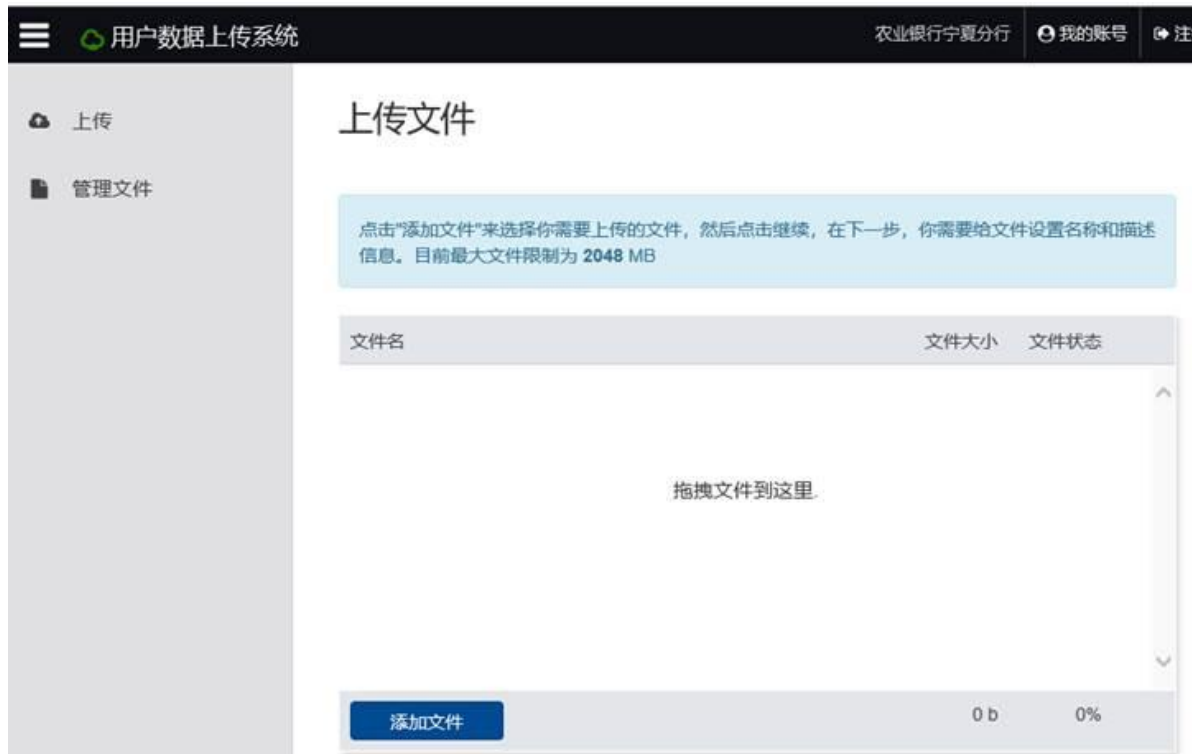 用户数据上传系统 农业银行宁夏分行 我的账号 注
上传
管理文件
上传文件
点击"添加文件"来选择你需要上传的文件，然后点击继续，在下一步，你需要给文件设置名称和描述
信息。目前最大文件限制为 2048 MB
文件名 文件大小 文件状态
拖拽文件到这里.
添加文件 0 b 0%